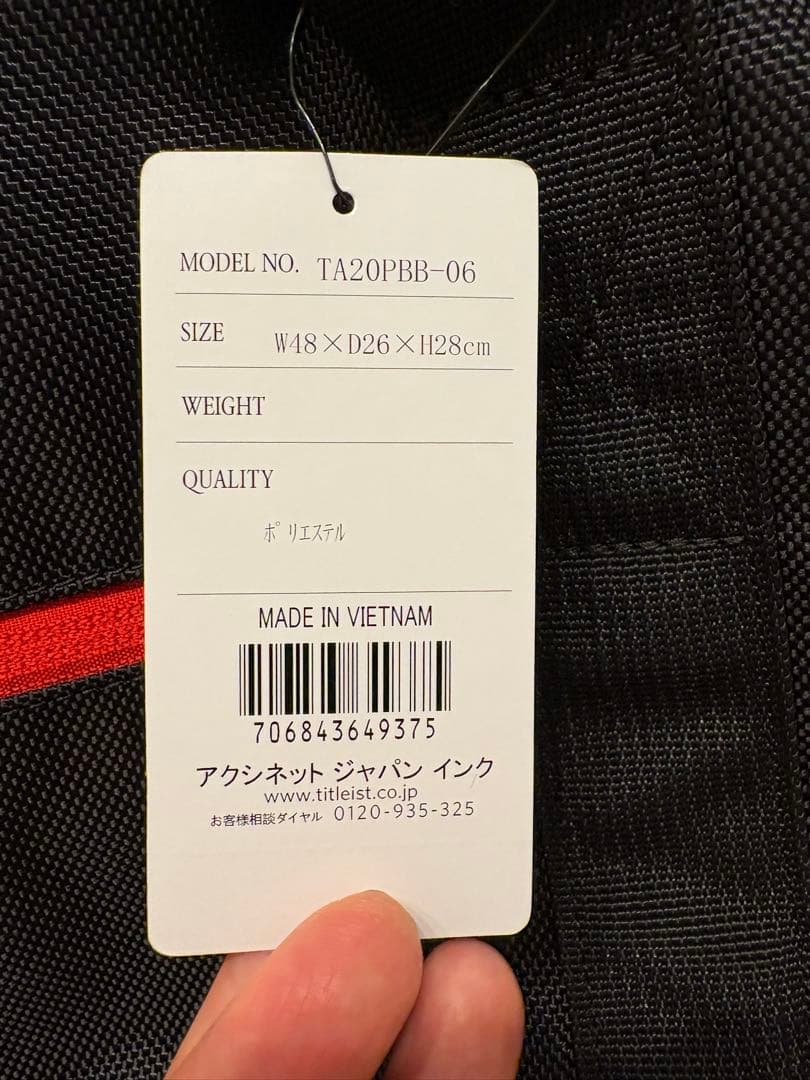 MODEL NO. TA20PBB-06
SIZE W48×D26×H28cm
WEIGHT
QUALITY
ﾎﾟﾘｴｽﾃﾙ
MADE IN VIETNAM
706843649375
アクシネット ジャパン インク
www.titleist.co.jp
お客様相談ダイヤル 0120-935-325